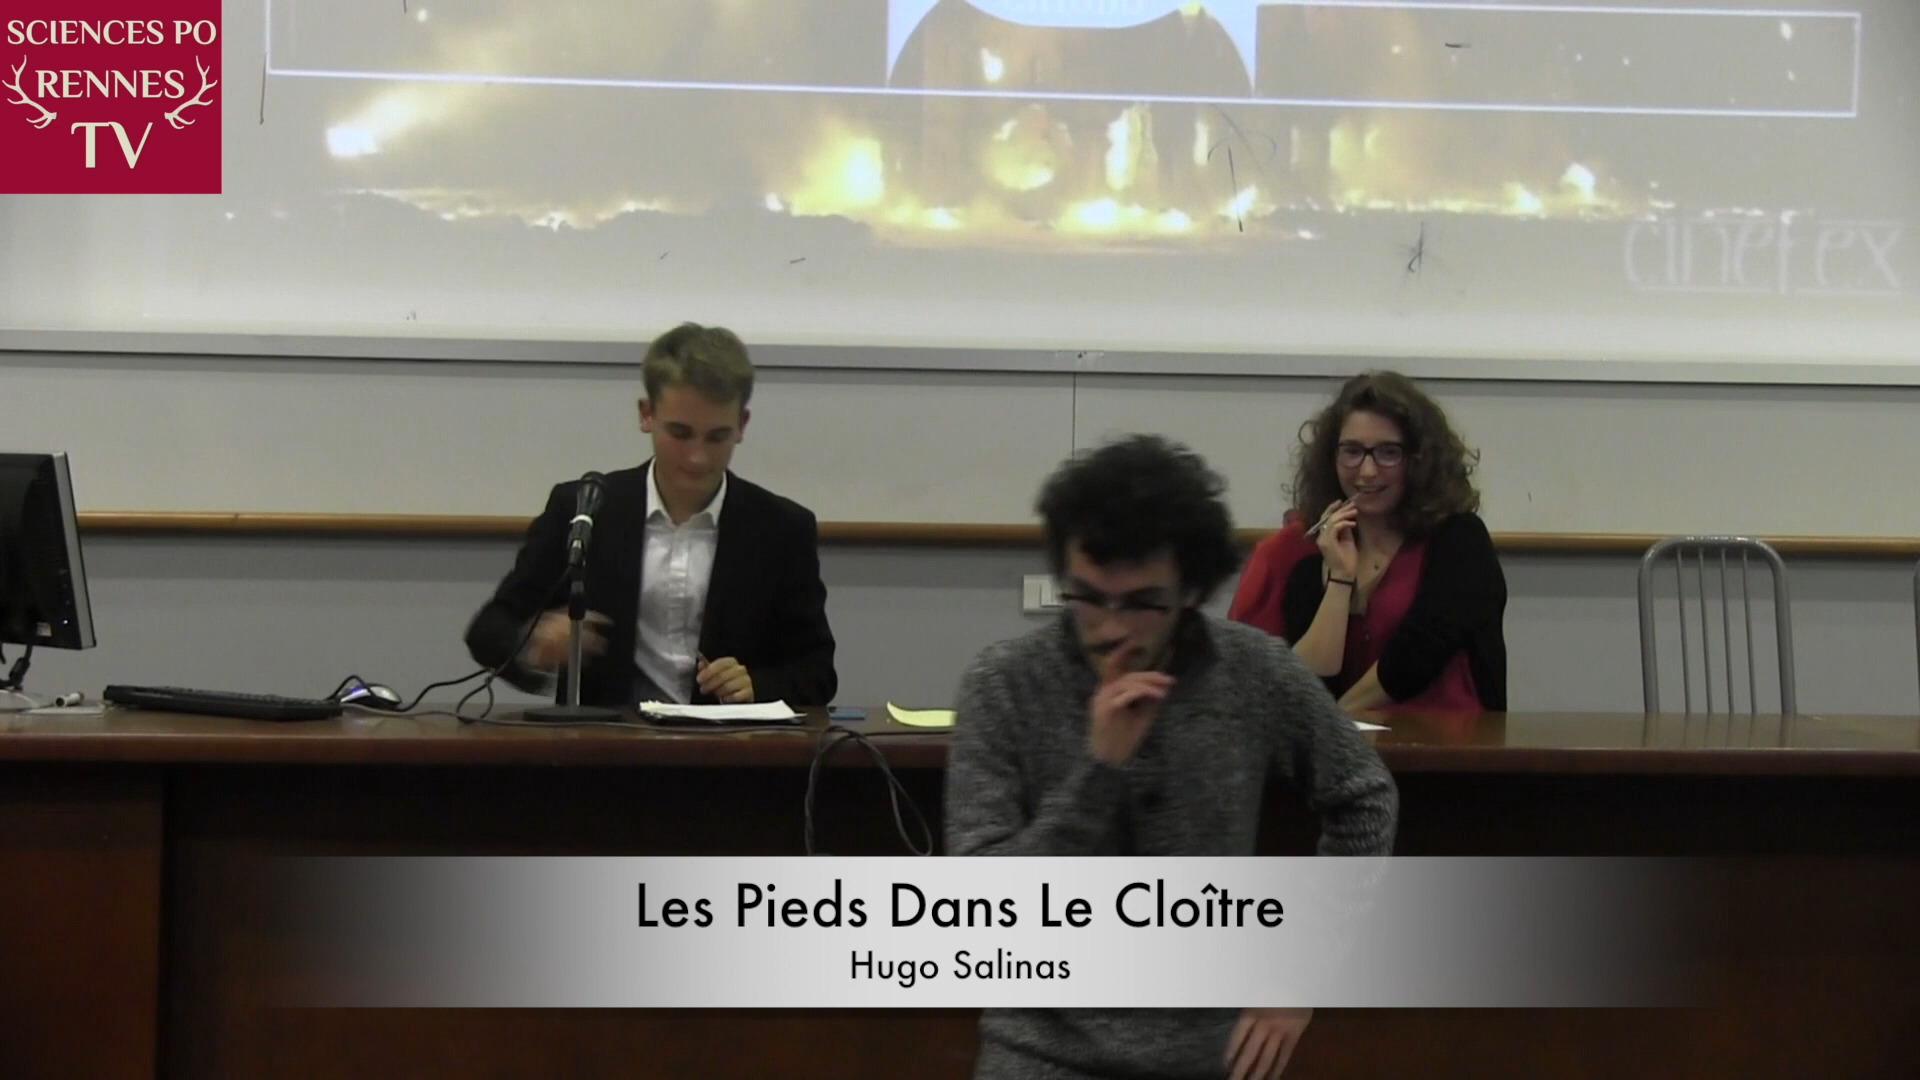 SCIENCES PO
RENNES
TV
cinefex
Les Pieds Dans Le Cloître
Hugo Salinas